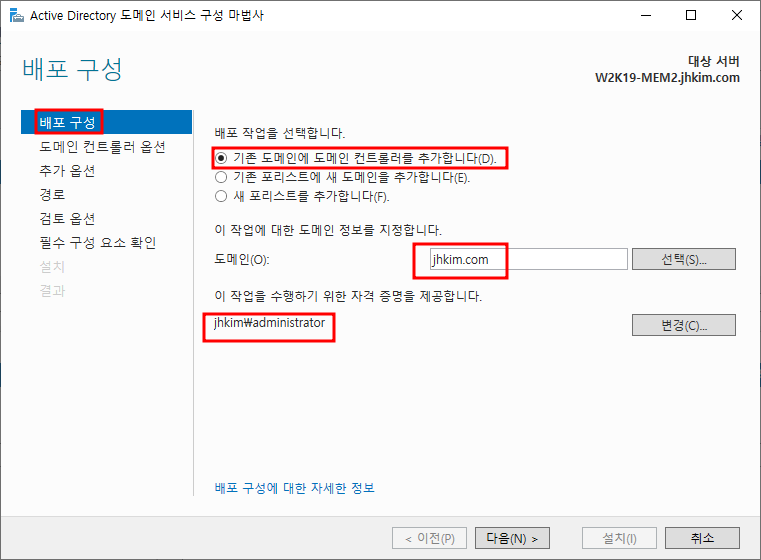 Active Directory 도메인 서비스 구성 마법사
배포 구성
대상 서버
W2K19-MEM2.jhkim.com
배포 구성
도메인 컨트롤러 옵션
추가 옵션
경로
검토 옵션
필수 구성 요소 확인
설치
결과
배포 작업을 선택합니다.
기존 도메인에 도메인 컨트롤러를 추가합니다(D).
기존 포리스트에 새 도메인을 추가합니다(E).
새 포리스트를 추가합니다(F).
이 작업에 대한 도메인 정보를 지정합니다.
도메인(O): jhkim.com 선택(S)...
이 작업을 수행하기 위한 자격 증명을 제공합니다.
jhkim₩administrator 변경(C)...
배포 구성에 대한 자세한 정보
< 이전(P) 다음(N) > 설치(I) 취소